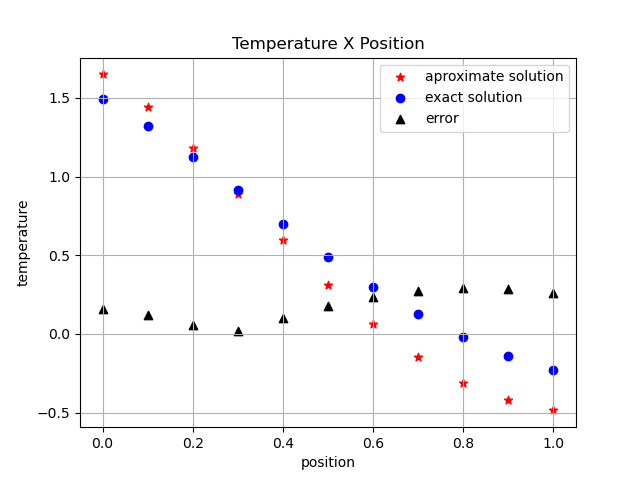 Temperature X Position
aproximate solution
exact solution
error
temperature
1.5
1.0
0.5
0.0
−0.5
0.0 0.2 0.4 0.6 0.8 1.0
position